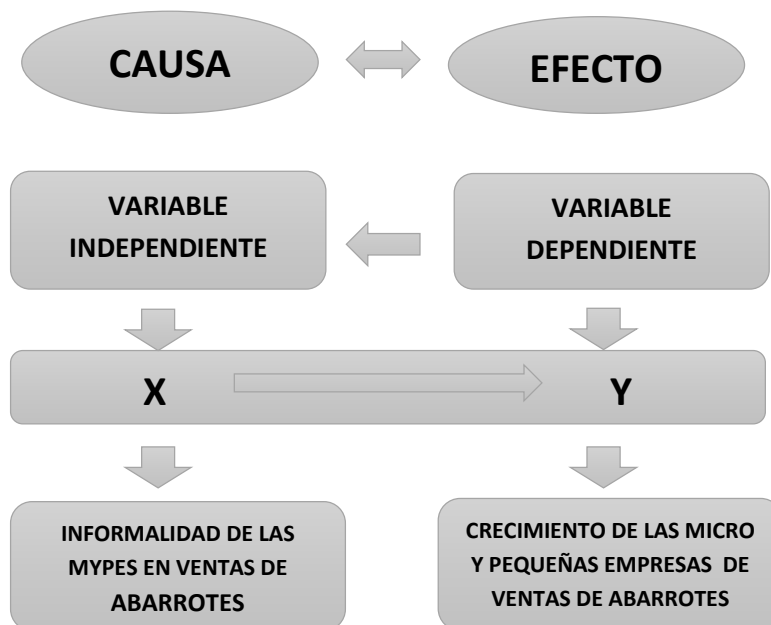 CAUSA
EFECTO
VARIABLE
INDEPENDIENTE
VARIABLE
DEPENDIENTE
X
Y
INFORMALIDAD DE LAS
MYPES EN VENTAS DE
ABARROTES
CRECIMIENTO DE LAS MICRO
Y PEQUEÑAS EMPRESAS DE
VENTAS DE ABARROTES